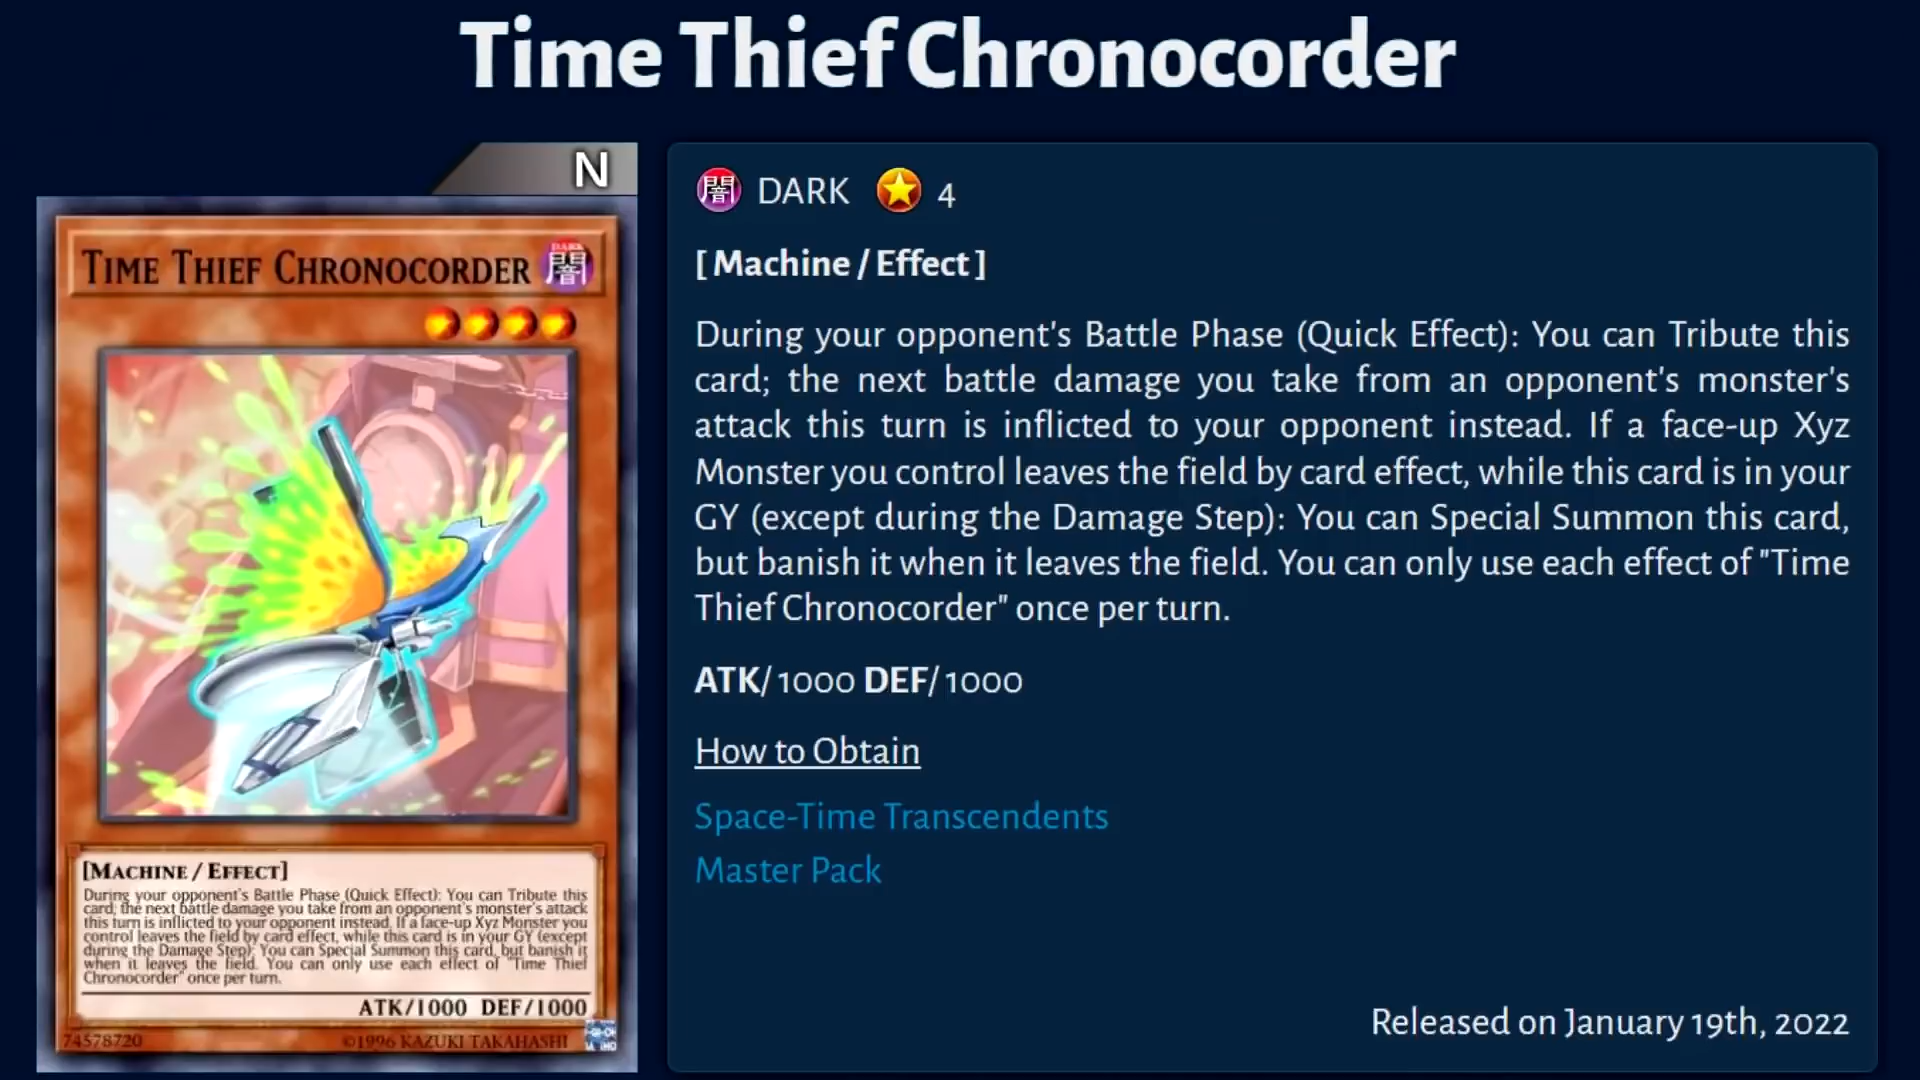 Time Thief Chronocorder
N
TIME THIEF CHRONOCORDER
DARK
闇
[MACHINE / EFFECT]
During your opponent's Battle Phase (Quick Effect): You can Tribute this
card; the next battle damage you take from an opponent's monster's attack
this turn is inflicted to your opponent instead. If a face-up Xyz Monster you
control leaves the field by card effect, while this card is in your GY (except
during the Damage Step): You can Special Summon this card, but banish it
when it leaves the field. You can only use each effect of "Time Thief
Chronocorder" once per turn.
ATK/1000 DEF/1000
74578720
©1996 KAZUKI TAKAHASHI
闇 DARK 4
[ Machine / Effect ]
During your opponent's Battle Phase (Quick Effect): You can Tribute this
card; the next battle damage you take from an opponent's monster's
attack this turn is inflicted to your opponent instead. If a face-up Xyz
Monster you control leaves the field by card effect, while this card is in your
GY (except during the Damage Step): You can Special Summon this card,
but banish it when it leaves the field. You can only use each effect of "Time
Thief Chronocorder" once per turn.
ATK/ 1000 DEF/ 1000
How to Obtain
Space-Time Transcendents
Master Pack
Released on January 19th, 2022